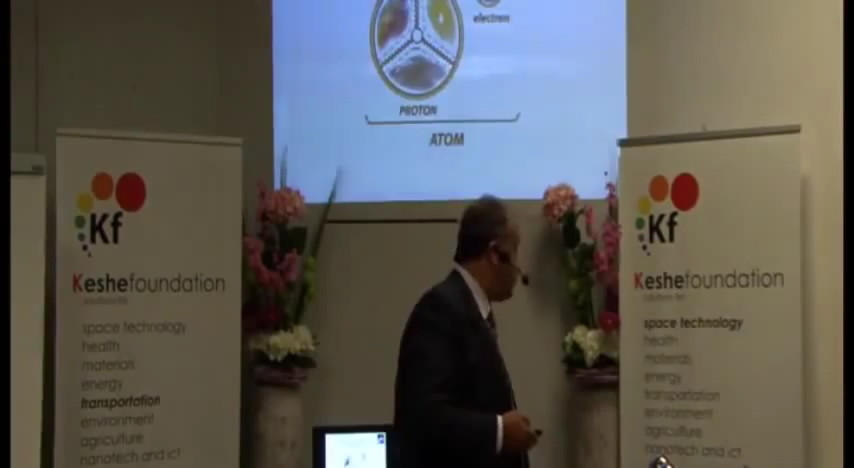 electron
PROTON
ATOM
Kf
Keshefoundation
space technology
health
materials
energy
transportation
environment
agriculture
nanotech and ict
Kf
Keshefoundation
space technology
health
materials
energy
transportation
environment
agriculture
nanotech and ict